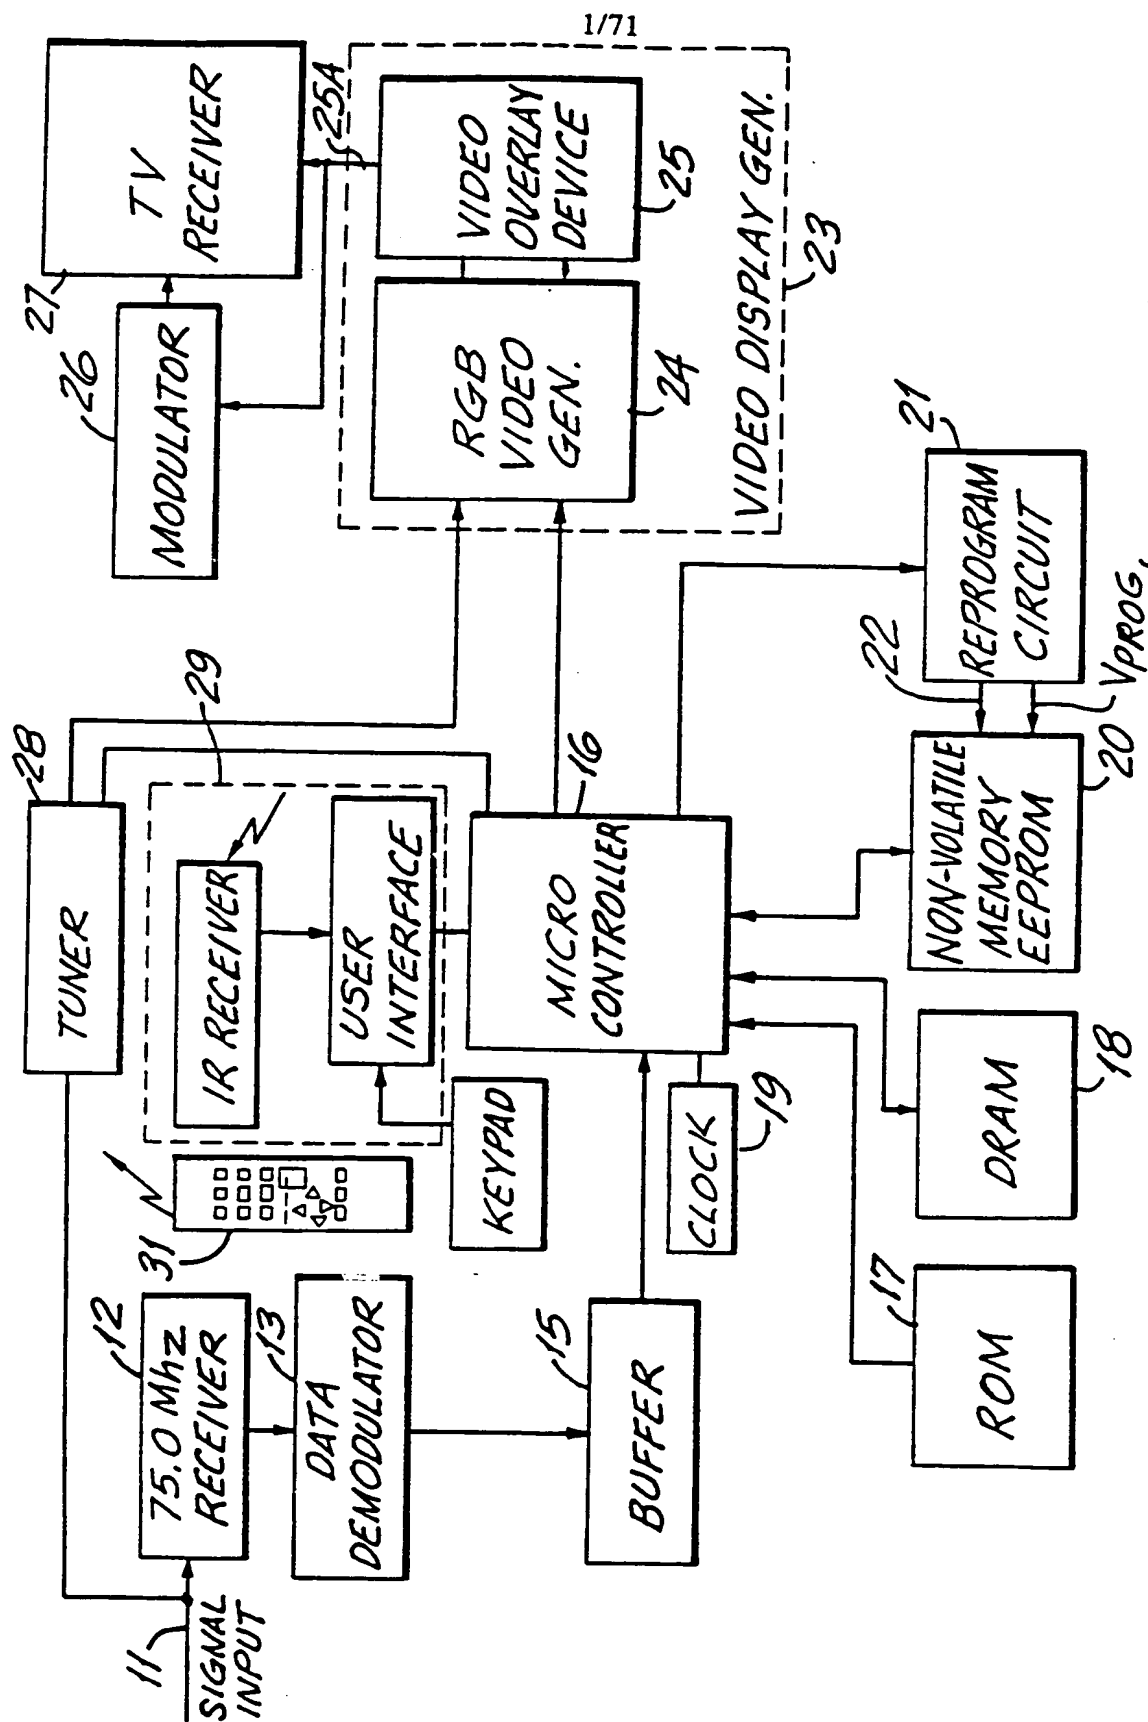 1/71
11
SIGNAL
INPUT
12
75.0 Mhz
RECEIVER
13
DATA
DEMODULATOR
15
BUFFER
17
ROM
31
28
TUNER
29
IR RECEIVER
USER
INTERFACE
KEYPAD
16
MICRO
CONTROLLER
19
CLOCK
18
DRAM
NON-VOLATILE
MEMORY
EEPROM
20
22
VPROG.
21
REPROGRAM
CIRCUIT
26
MODULATOR
27
TV
RECEIVER
25A
RGB
VIDEO
GEN.
24
VIDEO
OVERLAY
DEVICE
25
VIDEO DISPLAY GEN.
23